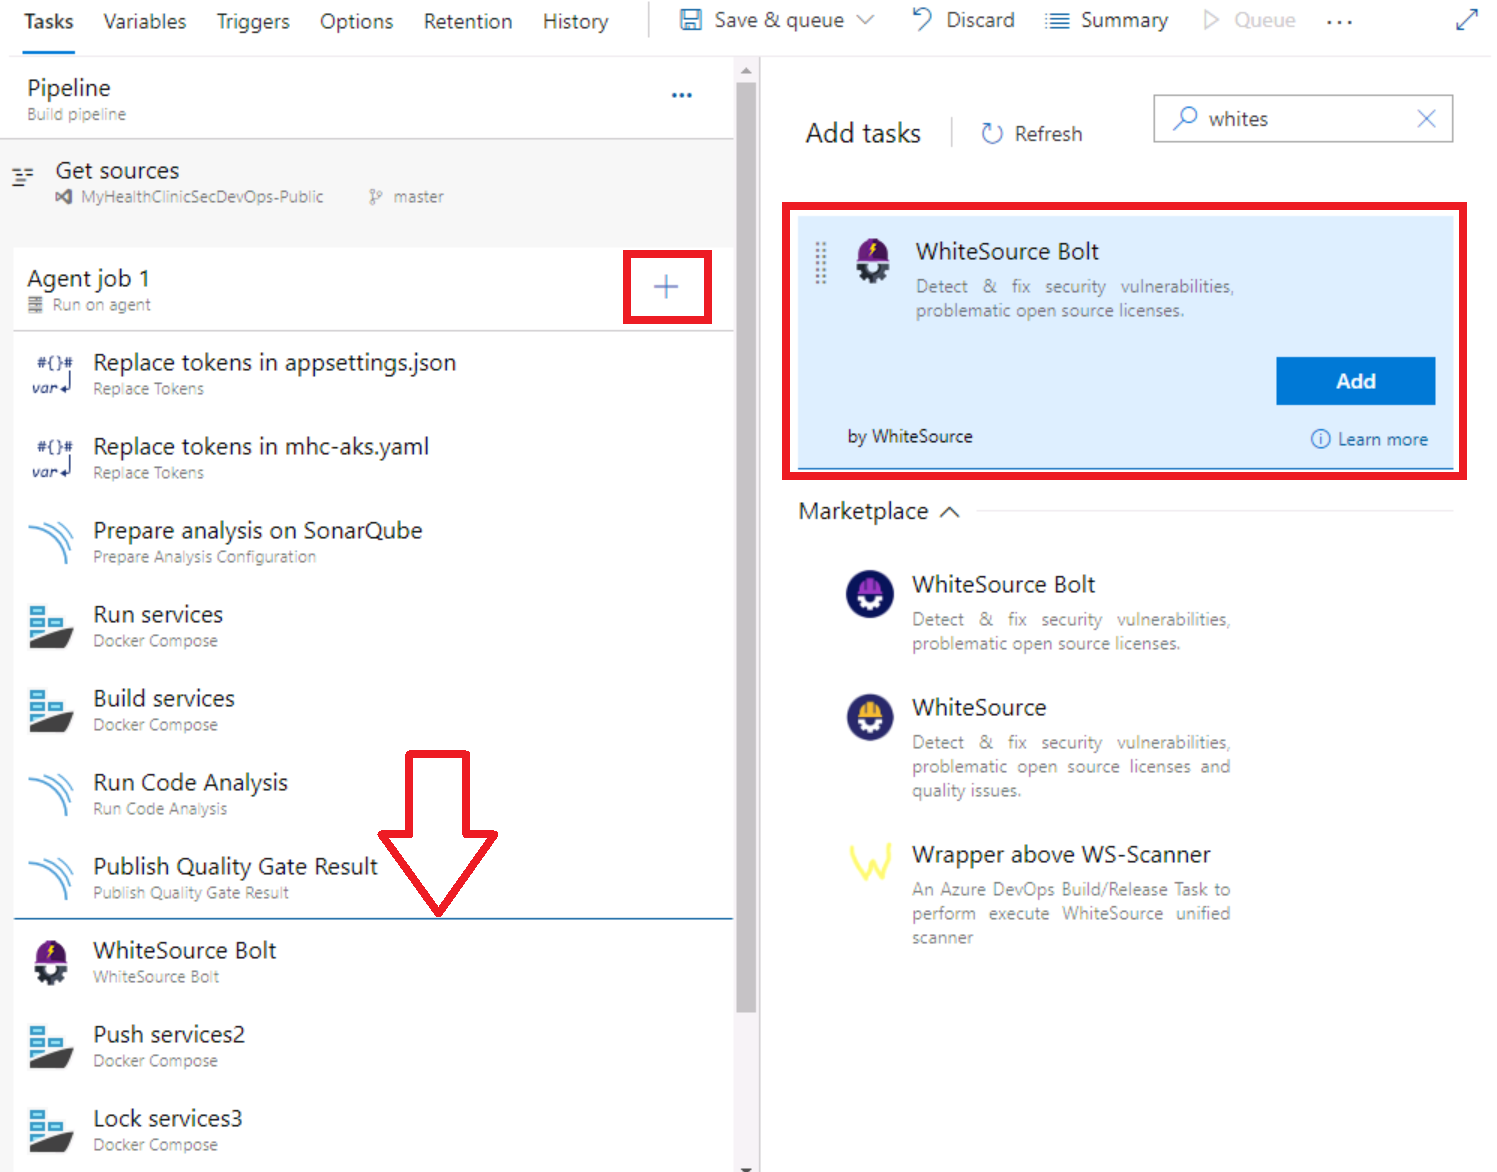 Tasks Variables Triggers Options Retention History Save & queue Discard Summary Queue ...
Pipeline ...
Build pipeline
Get sources
MyHealthClinicSecDevOps-Public master
Agent job 1
Run on agent
#{}# Replace tokens in appsettings.json
var Replace Tokens
#{}# Replace tokens in mhc-aks.yaml
var Replace Tokens
Prepare analysis on SonarQube
Prepare Analysis Configuration
Run services
Docker Compose
Build services
Docker Compose
Run Code Analysis
Run Code Analysis
Publish Quality Gate Result
Publish Quality Gate Result
WhiteSource Bolt
WhiteSource Bolt
Push services2
Docker Compose
Lock services3
Docker Compose
Add tasks Refresh whites
WhiteSource Bolt
Detect & fix security vulnerabilities,
problematic open source licenses.
Add
by WhiteSource Learn more
Marketplace
WhiteSource Bolt
Detect & fix security vulnerabilities,
problematic open source licenses.
WhiteSource
Detect & fix security vulnerabilities,
problematic open source licenses and
quality issues.
Wrapper above WS-Scanner
An Azure DevOps Build/Release Task to
perform execute WhiteSource unified
scanner